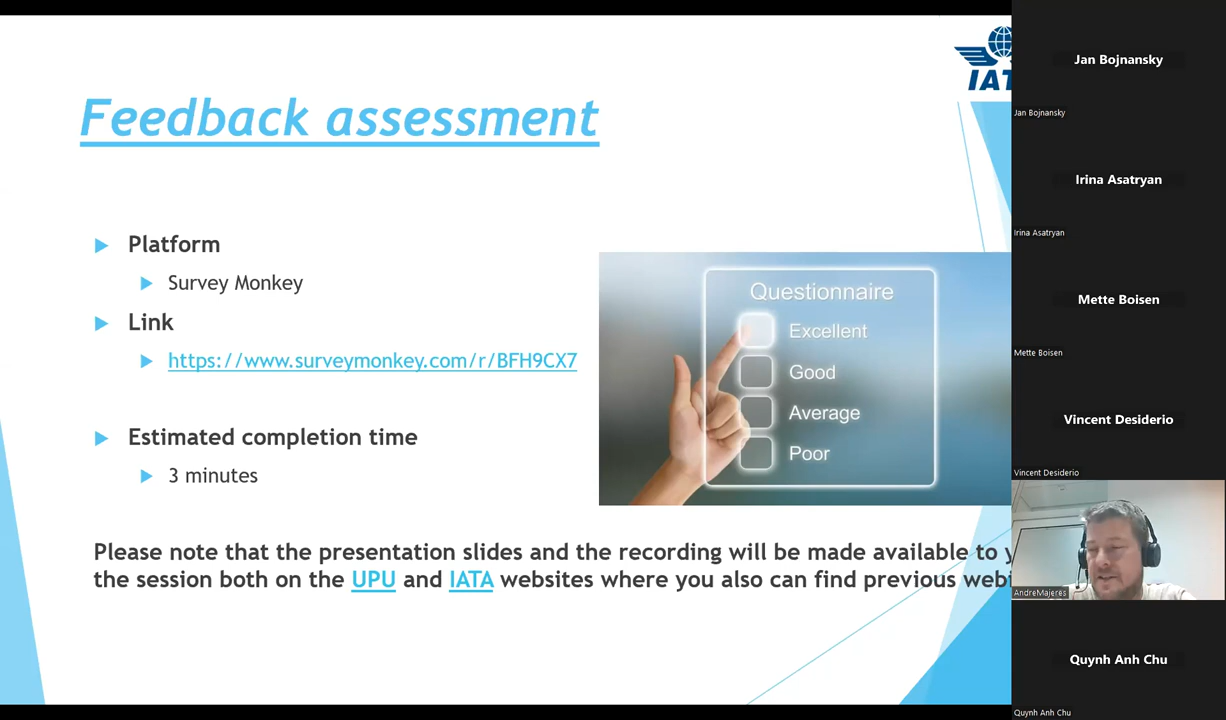 IAT
Feedback assessment
Platform
Survey Monkey
Link
https://www.surveymonkey.com/r/BFH9CX7
Estimated completion time
3 minutes
Questionnaire
Excellent
Good
Average
Poor
Please note that the presentation slides and the recording will be made available to
the session both on the UPU and IATA websites where you also can find previous
Jan Bojnansky
Jan Bojnansky
Irina Asatryan
Irina Asatryan
Mette Boisen
Mette Boisen
Vincent Desiderio
Vincent Desiderio
AndreMajeres
Quynh Anh Chu
Quynh Anh Chu